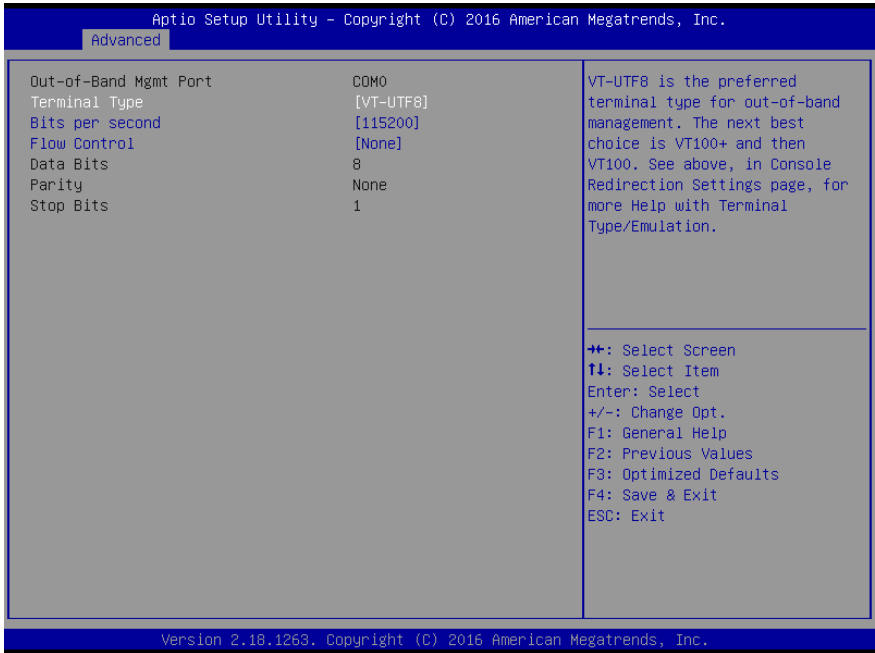 Aptio Setup Utility – Copyright (C) 2016 American Megatrends, Inc.
Advanced
Out-of-Band Mgmt Port COM0
Terminal Type [VT-UTF8]
Bits per second [115200]
Flow Control [None]
Data Bits 8
Parity None
Stop Bits 1
VT-UTF8 is the preferred
terminal type for out-of-band
management. The next best
choice is VT100+ and then
VT100. See above, in Console
Redirection Settings page, for
more Help with Terminal
Type/Emulation.
→←: Select Screen
↑↓: Select Item
Enter: Select
+/-: Change Opt.
F1: General Help
F2: Previous Values
F3: Optimized Defaults
F4: Save & Exit
ESC: Exit
Version 2.18.1263. Copyright (C) 2016 American Megatrends, Inc.